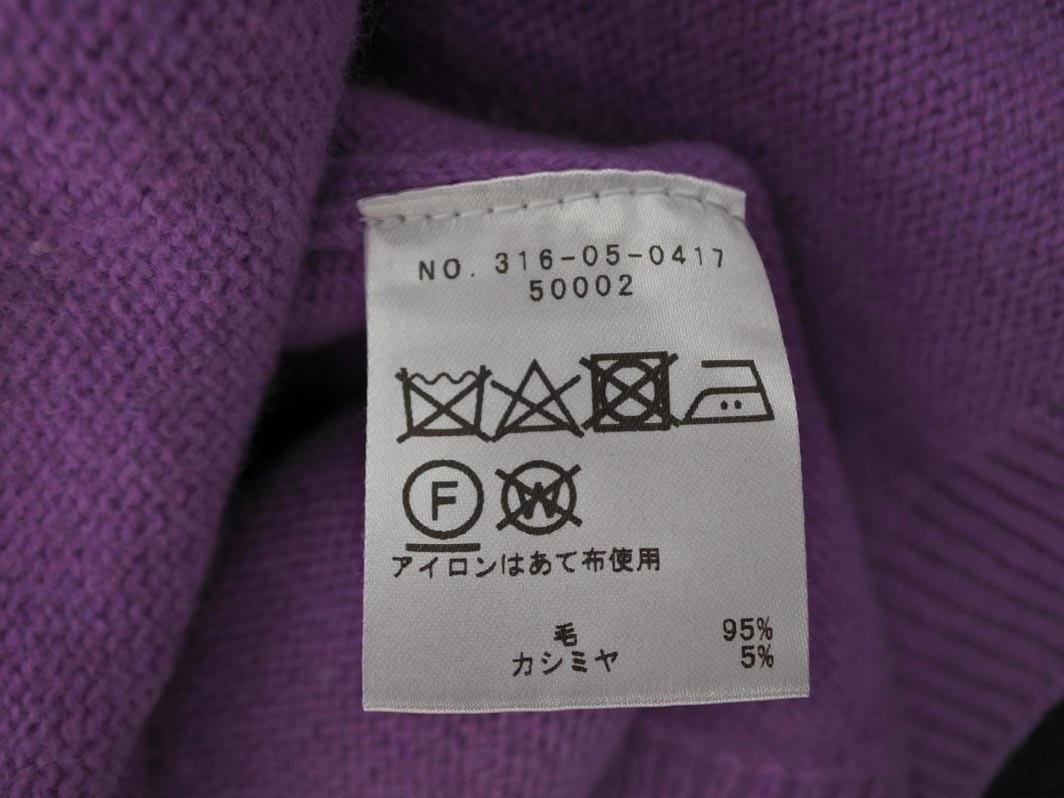 NO. 316-05-0417
50002
F W
アイロンはあて布使用
毛 95%
カシミヤ 5%